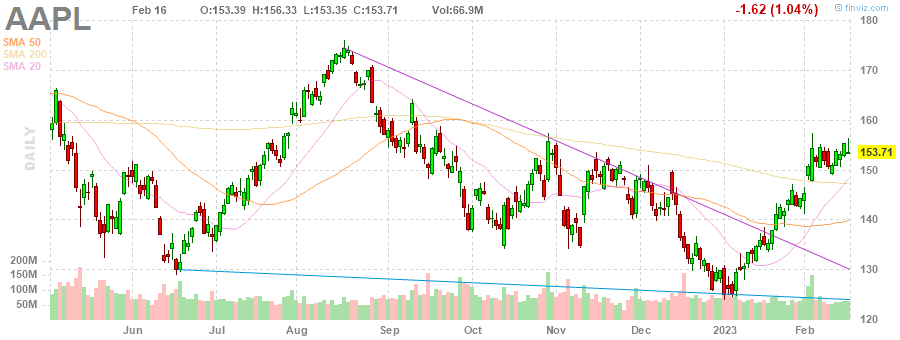 AAPL
Feb 16 O:153.39 H:156.33 L:153.35 C:153.71 Vol:66.9M
-1.62 (1.04%)
finviz.com
SMA 50
SMA 200
SMA 20
DAILY
180
170
160
153.71
150
140
130
120
200M
150M
100M
50M
Jun Jul Aug Sep Oct Nov Dec 2023 Feb